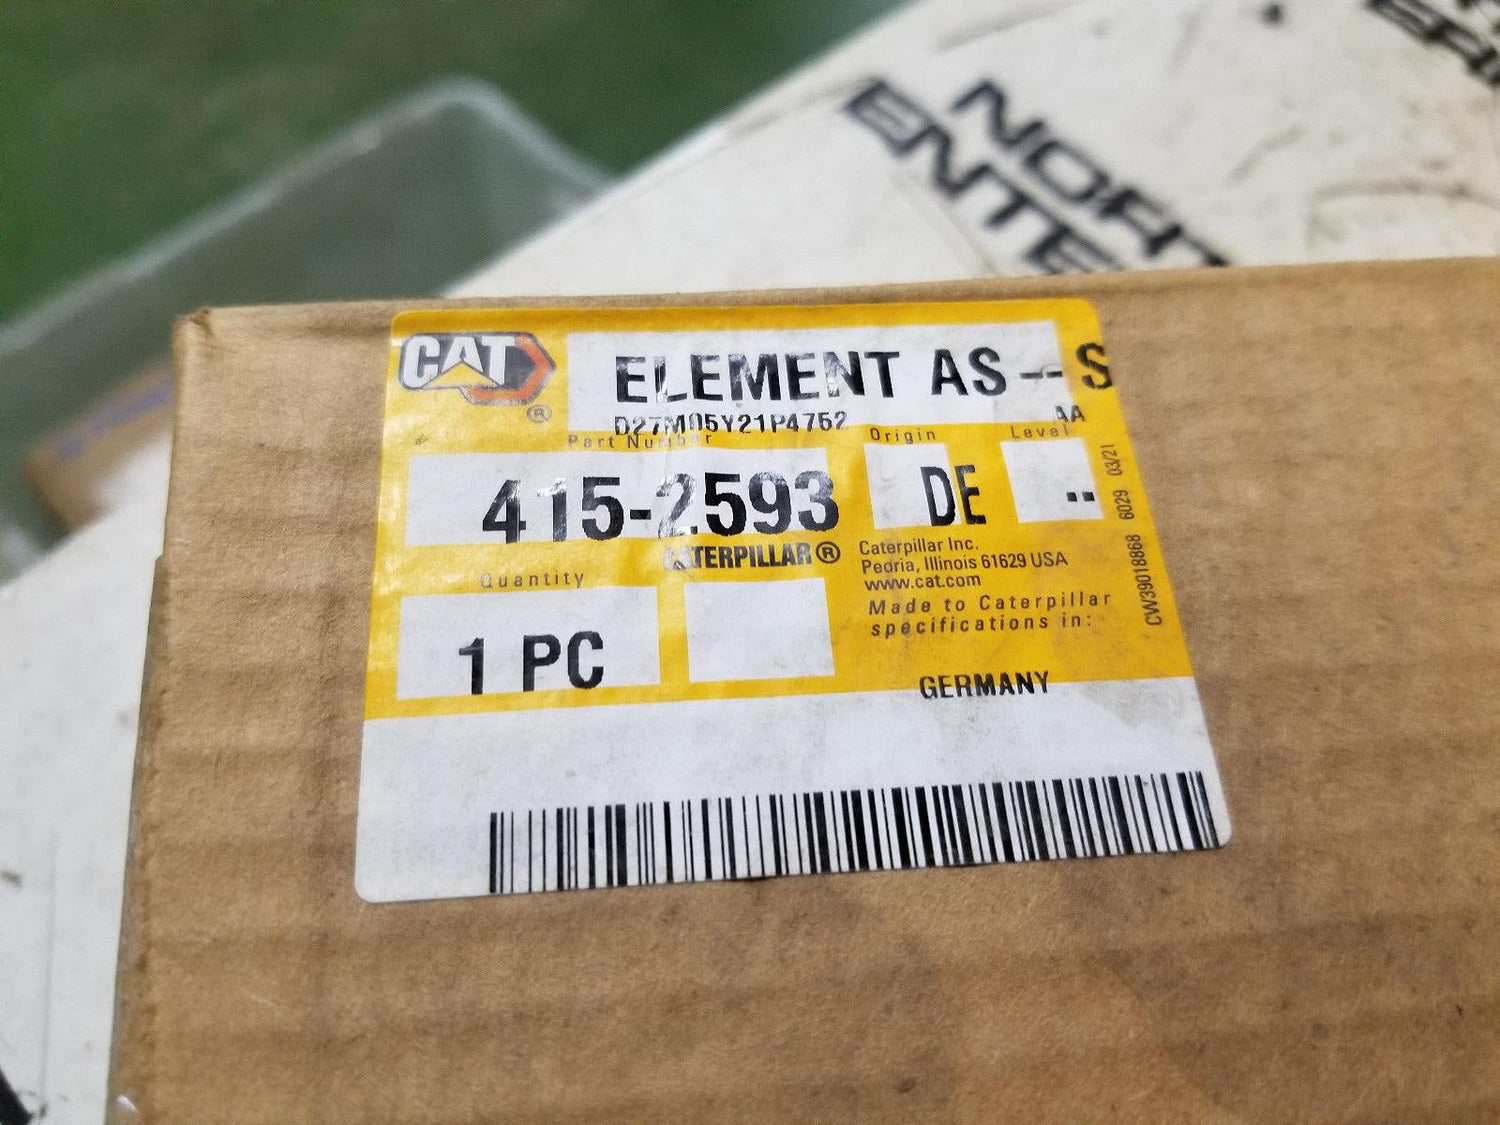 NORT
ENTE
CAT
®
ELEMENT AS -- S
D27M05Y21P4752 AA
Part Number Origin Level
415-2593 DE --
CATERPILLAR®
Quantity
1 PC
Caterpillar Inc.
Peoria, Illinois 61629 USA
www.cat.com
Made to Caterpillar
specifications in:
GERMANY
CW39018868 6029 03/21